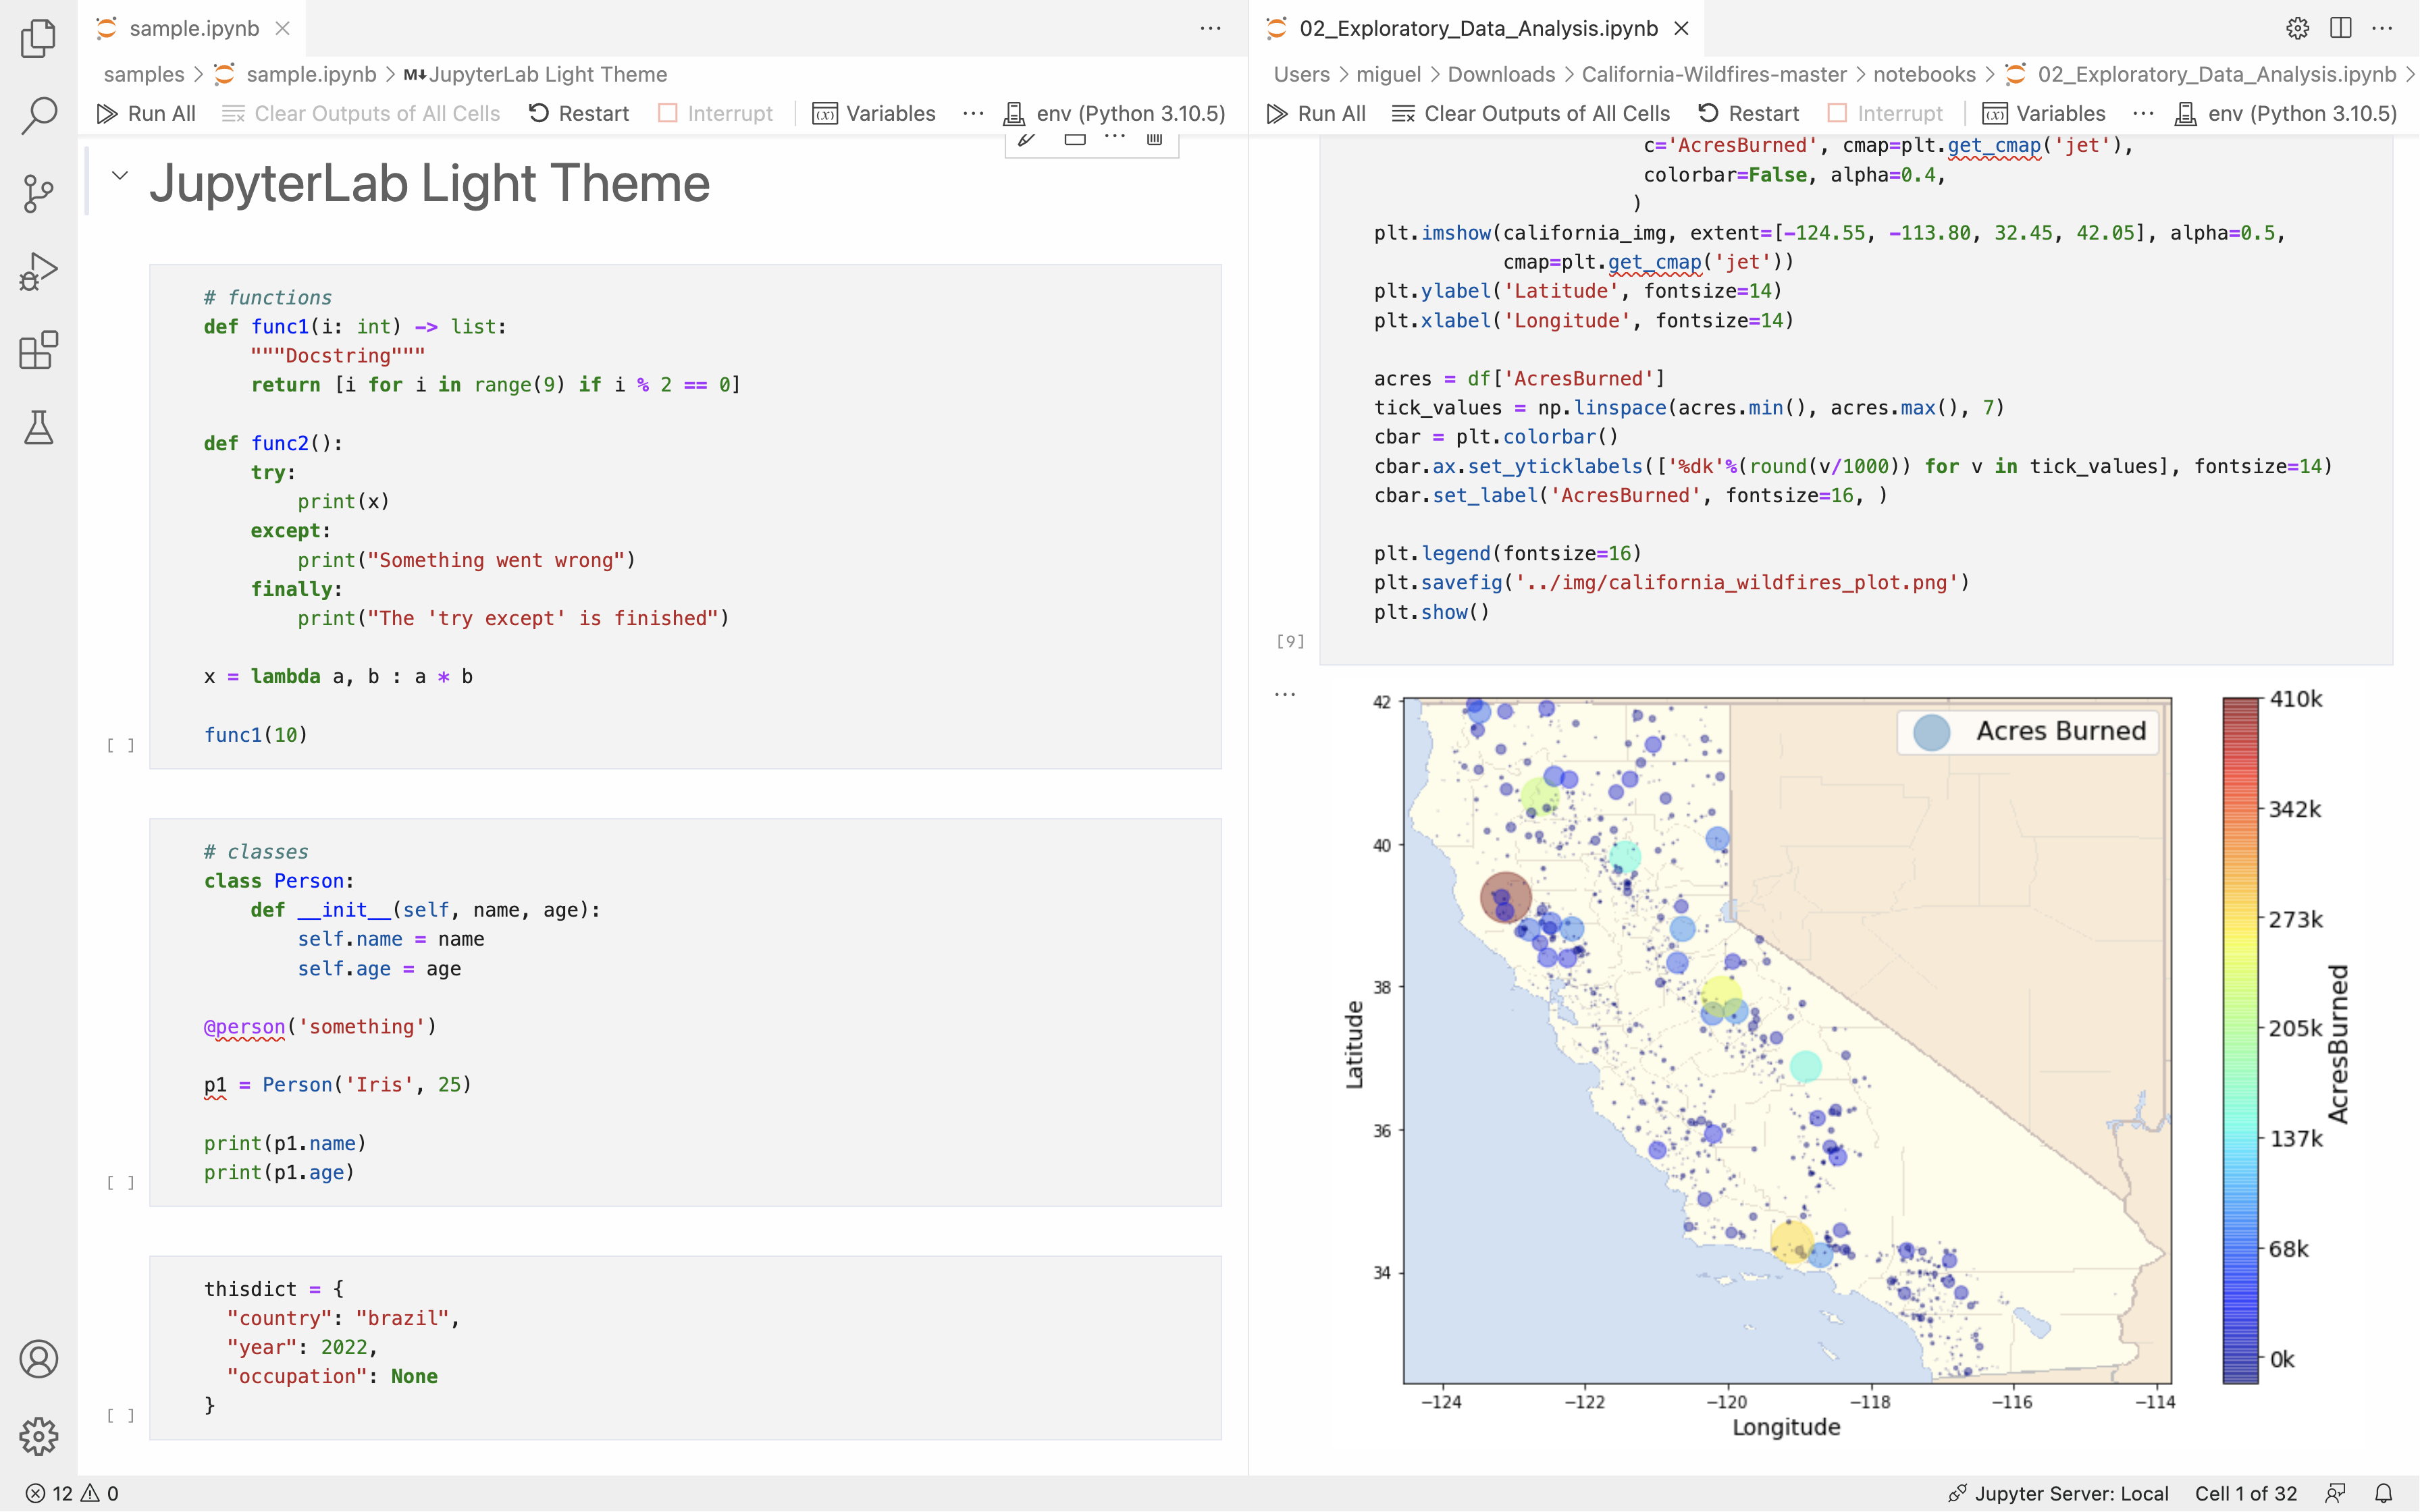 sample.ipynb
samples > sample.ipynb > M↓JupyterLab Light Theme
Run All Clear Outputs of All Cells Restart Interrupt Variables ... env (Python 3.10.5)
JupyterLab Light Theme
# functions
def func1(i: int) -> list:
    """Docstring"""
    return [i for i in range(9) if i % 2 == 0]
def func2():
    try:
        print(x)
    except:
        print("Something went wrong")
    finally:
        print("The 'try except' is finished")
x = lambda a, b : a * b
func1(10)
[ ]
# classes
class Person:
    def __init__(self, name, age):
        self.name = name
        self.age = age
@person('something')
p1 = Person('Iris', 25)
print(p1.name)
print(p1.age)
[ ]
thisdict = {
  "country": "brazil",
  "year": 2022,
  "occupation": None
}
[ ]
02_Exploratory_Data_Analysis.ipynb
Users > miguel > Downloads > California-Wildfires-master > notebooks > 02_Exploratory_Data_Analysis.ipynb >
Run All Clear Outputs of All Cells Restart Interrupt Variables ... env (Python 3.10.5)
c='AcresBurned', cmap=plt.get_cmap('jet'),
colorbar=False, alpha=0.4,
)
plt.imshow(california_img, extent=[-124.55, -113.80, 32.45, 42.05], alpha=0.5,
           cmap=plt.get_cmap('jet'))
plt.ylabel('Latitude', fontsize=14)
plt.xlabel('Longitude', fontsize=14)
acres = df['AcresBurned']
tick_values = np.linspace(acres.min(), acres.max(), 7)
cbar = plt.colorbar()
cbar.ax.set_yticklabels(['%dk'%(round(v/1000)) for v in tick_values], fontsize=14)
cbar.set_label('AcresBurned', fontsize=16, )
plt.legend(fontsize=16)
plt.savefig('../img/california_wildfires_plot.png')
plt.show()
[9]
...
Acres Burned
42
40
38
36
34
Latitude
−124 −122 −120 −118 −116 −114
Longitude
410k
342k
273k
205k
137k
68k
0k
AcresBurned
12 0
Jupyter Server: Local Cell 1 of 32